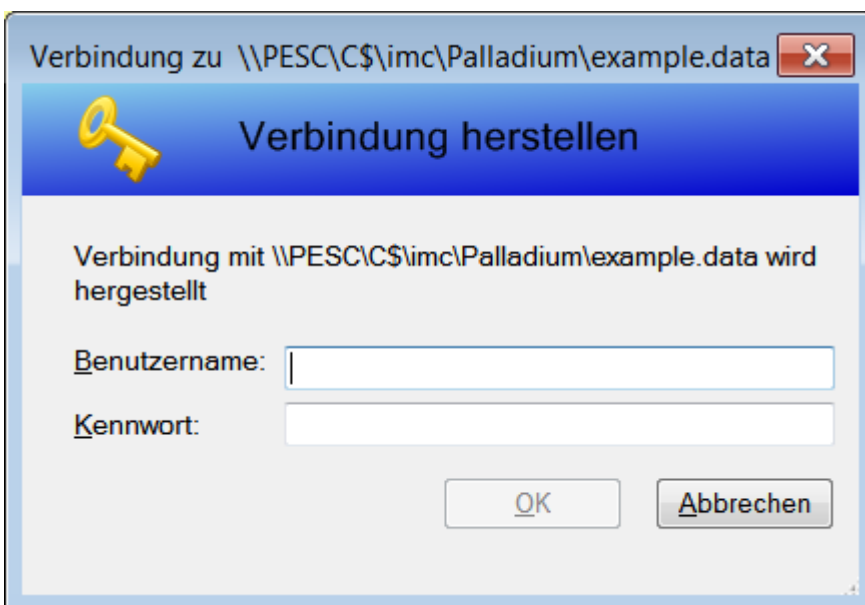 Verbindung zu \\PESC\C$\imc\Palladium\example.data
Verbindung herstellen
Verbindung mit \\PESC\C$\imc\Palladium\example.data wird
hergestellt
Benutzername:
Kennwort:
OK
Abbrechen